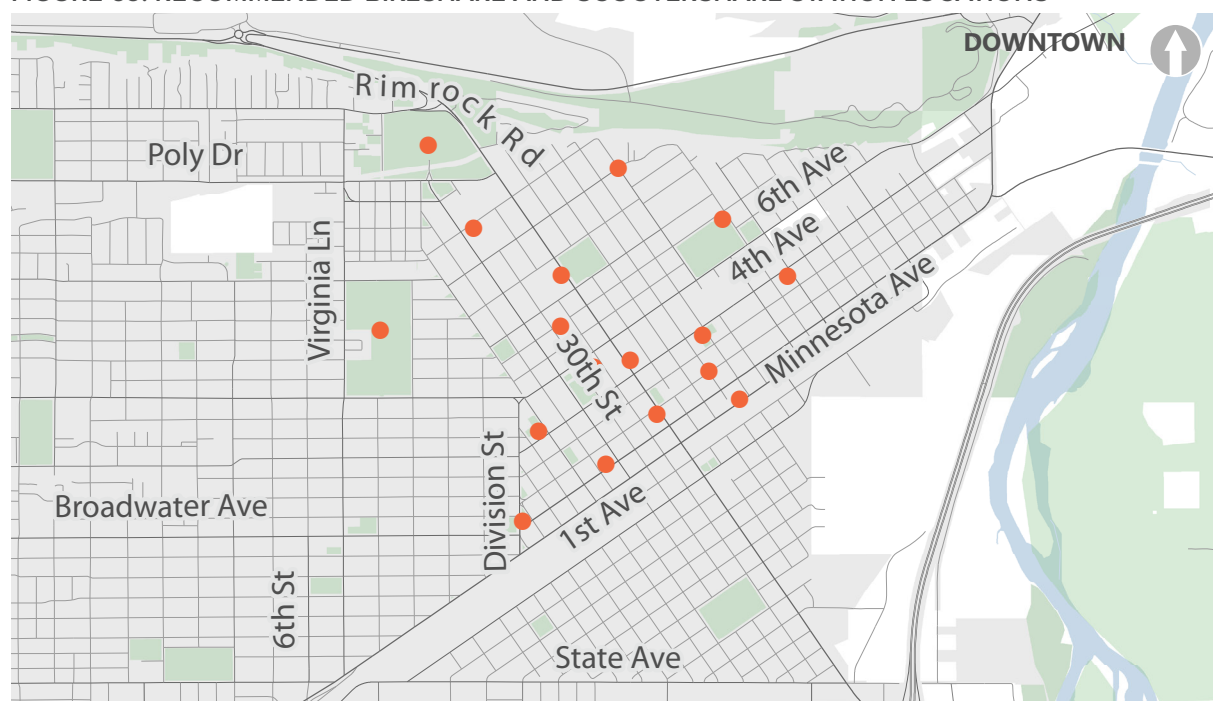 DOWNTOWN
Rimrock Rd
Poly Dr
6th Ave
Virginia Ln
4th Ave
Minnesota Ave
30th St
Division St
Broadwater Ave
1st Ave
6th St
State Ave